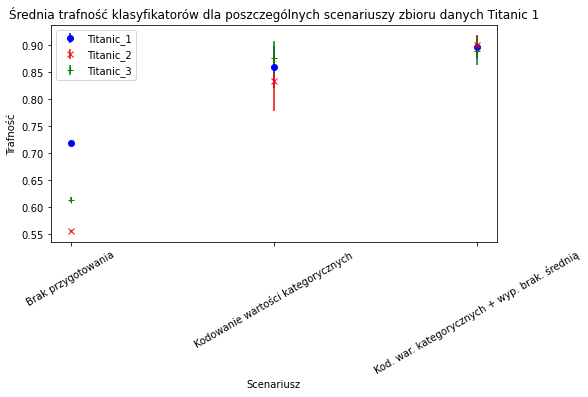 Średnia trafność klasyfikatorów dla poszczególnych scenariuszy zbioru danych Titanic 1
Titanic_1
Titanic_2
Titanic_3
Trafność
0.90
0.85
0.80
0.75
0.70
0.65
0.60
0.55
Brak przygotowania
Kodowanie wartości kategorycznych
Kod. war. kategorycznych + wyp. brak. średnią
Scenariusz